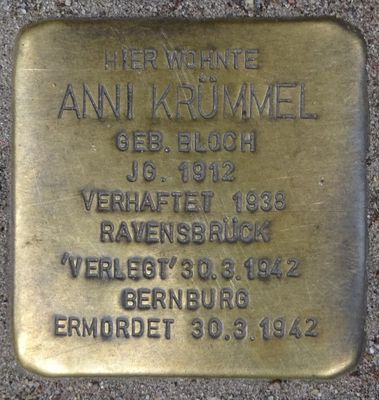 HIER WOHNTE
ANNI KRÜMMEL
GEB. BLOCH
JG. 1912
VERHAFTET 1938
RAVENSBRÜCK
'VERLEGT' 30.3.1942
BERNBURG
ERMORDET 30.3.1942